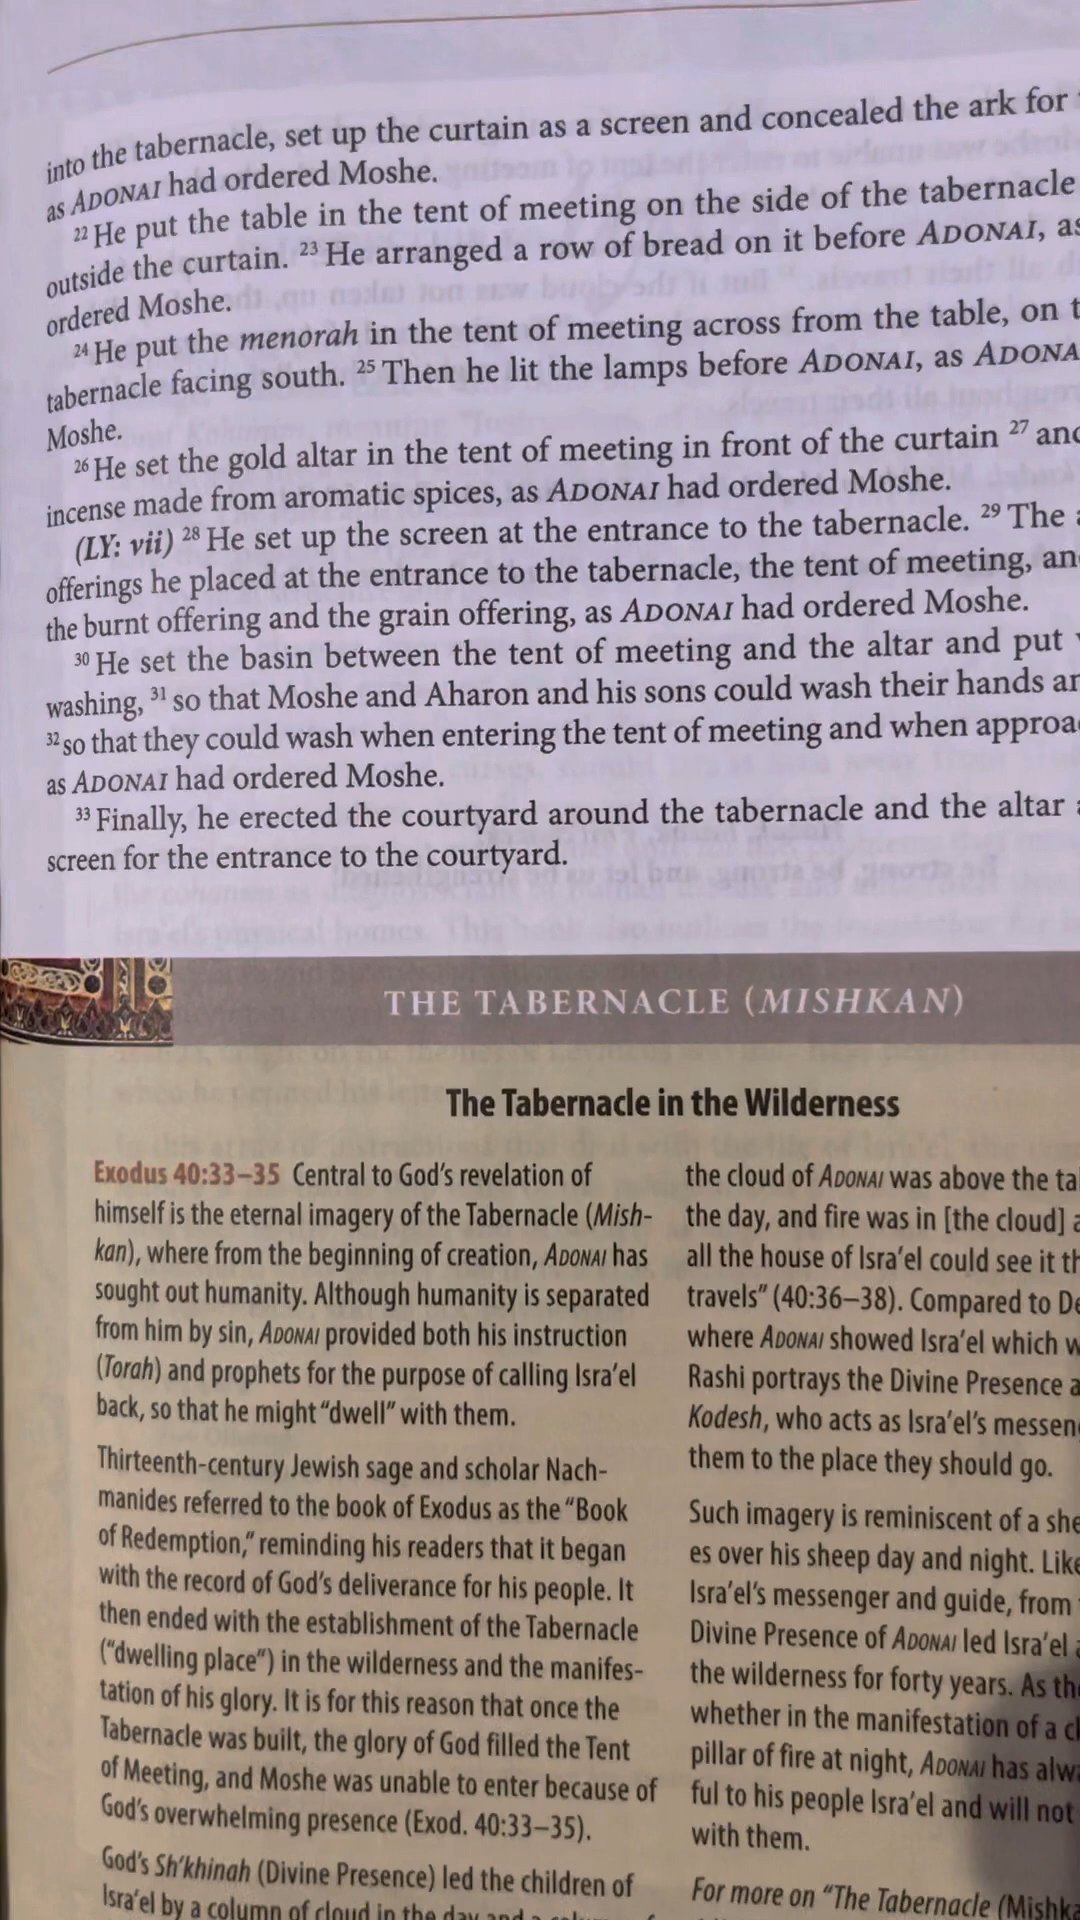 into the tabernacle, set up the curtain as a screen and concealed the ark for
as ADONAI had ordered Moshe.
22 He put the table in the tent of meeting on the side of the tabernacle
outside the curtain. 23 He arranged a row of bread on it before ADONAI, as
ordered Moshe.
24 He put the menorah in the tent of meeting across from the table, on
tabernacle facing south. 25 Then he lit the lamps before ADONAI, as ADONA
Moshe.
26 He set the gold altar in the tent of meeting in front of the curtain 27 and
incense made from aromatic spices, as ADONAI had ordered Moshe.
(LY: vii) 28 He set up the screen at the entrance to the tabernacle. 29 The
offerings he placed at the entrance to the tabernacle, the tent of meeting, an
the burnt offering and the grain offering, as ADONAI had ordered Moshe.
30 He set the basin between the tent of meeting and the altar and put
washing, 31 so that Moshe and Aharon and his sons could wash their hands an
32 so that they could wash when entering the tent of meeting and when approa
as ADONAI had ordered Moshe.
33 Finally, he erected the courtyard around the tabernacle and the altar
screen for the entrance to the courtyard.
THE TABERNACLE (MISHKAN)
The Tabernacle in the Wilderness
Exodus 40:33–35 Central to God's revelation of
himself is the eternal imagery of the Tabernacle (Mish-
kan), where from the beginning of creation, ADONAI has
sought out humanity. Although humanity is separated
from him by sin, ADONAI provided both his instruction
(Torah) and prophets for the purpose of calling Isra'el
back, so that he might "dwell" with them.
Thirteenth-century Jewish sage and scholar Nach-
manides referred to the book of Exodus as the "Book
of Redemption," reminding his readers that it began
with the record of God's deliverance for his people. It
then ended with the establishment of the Tabernacle
("dwelling place") in the wilderness and the manifes-
tation of his glory. It is for this reason that once the
Tabernacle was built, the glory of God filled the Tent
of Meeting, and Moshe was unable to enter because of
God's overwhelming presence (Exod. 40:33–35).
God's Sh'khinah (Divine Presence) led the children of
Isra'el by a column of cloud in the day and a
the cloud of ADONAI was above the ta
the day, and fire was in [the cloud]
all the house of Isra'el could see it th
travels" (40:36–38). Compared to De
where ADONAI showed Isra'el which w
Rashi portrays the Divine Presence a
Kodesh, who acts as Isra'el's messen
them to the place they should go.
Such imagery is reminiscent of a she
es over his sheep day and night. Like
Isra'el's messenger and guide, from
Divine Presence of ADONAI led Isra'el
the wilderness for forty years. As the
whether in the manifestation of a cl
pillar of fire at night, ADONAI has alwa
ful to his people Isra'el and will not
with them.
For more on "The Tabernacle (Mishka